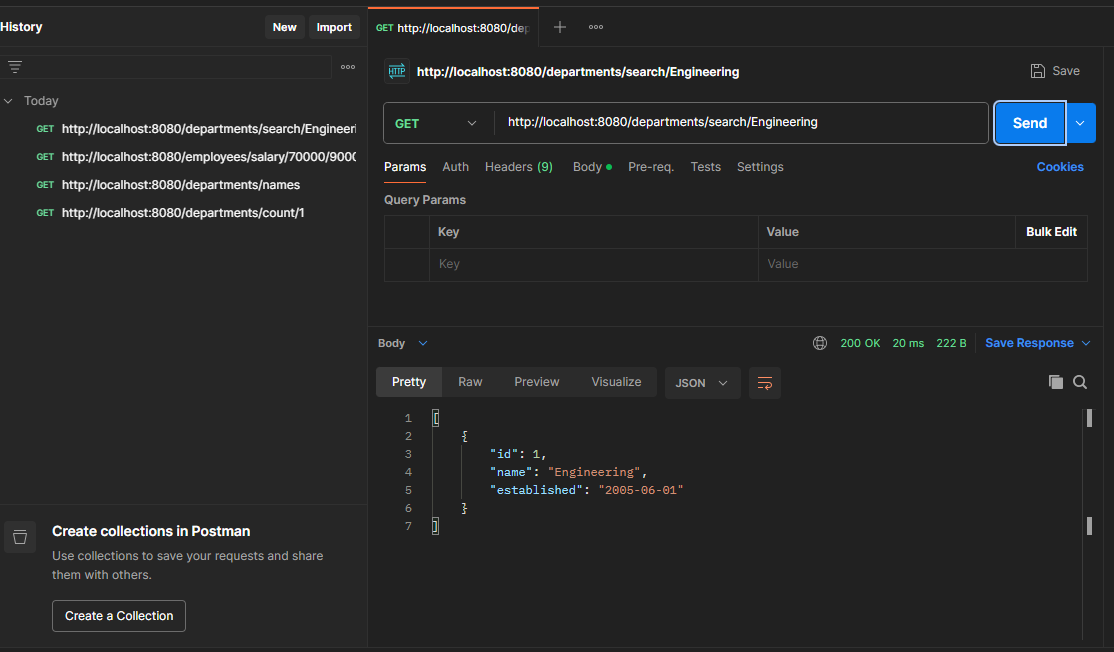 History
New
Import
Today
GET http://localhost:8080/departments/search/Engineeri
GET http://localhost:8080/employees/salary/70000/900
GET http://localhost:8080/departments/names
GET http://localhost:8080/departments/count/1
Create collections in Postman
Use collections to save your requests and share
them with others.
Create a Collection
GET http://localhost:8080/dep
HTTP http://localhost:8080/departments/search/Engineering
Save
GET http://localhost:8080/departments/search/Engineering
Send
Params Auth Headers (9) Body Pre-req. Tests Settings Cookies
Query Params
Key Value Bulk Edit
Key Value
Body 200 OK 20 ms 222 B Save Response
Pretty Raw Preview Visualize JSON
1 [
2 {
3 "id": 1,
4 "name": "Engineering",
5 "established": "2005-06-01"
6 }
7 ]